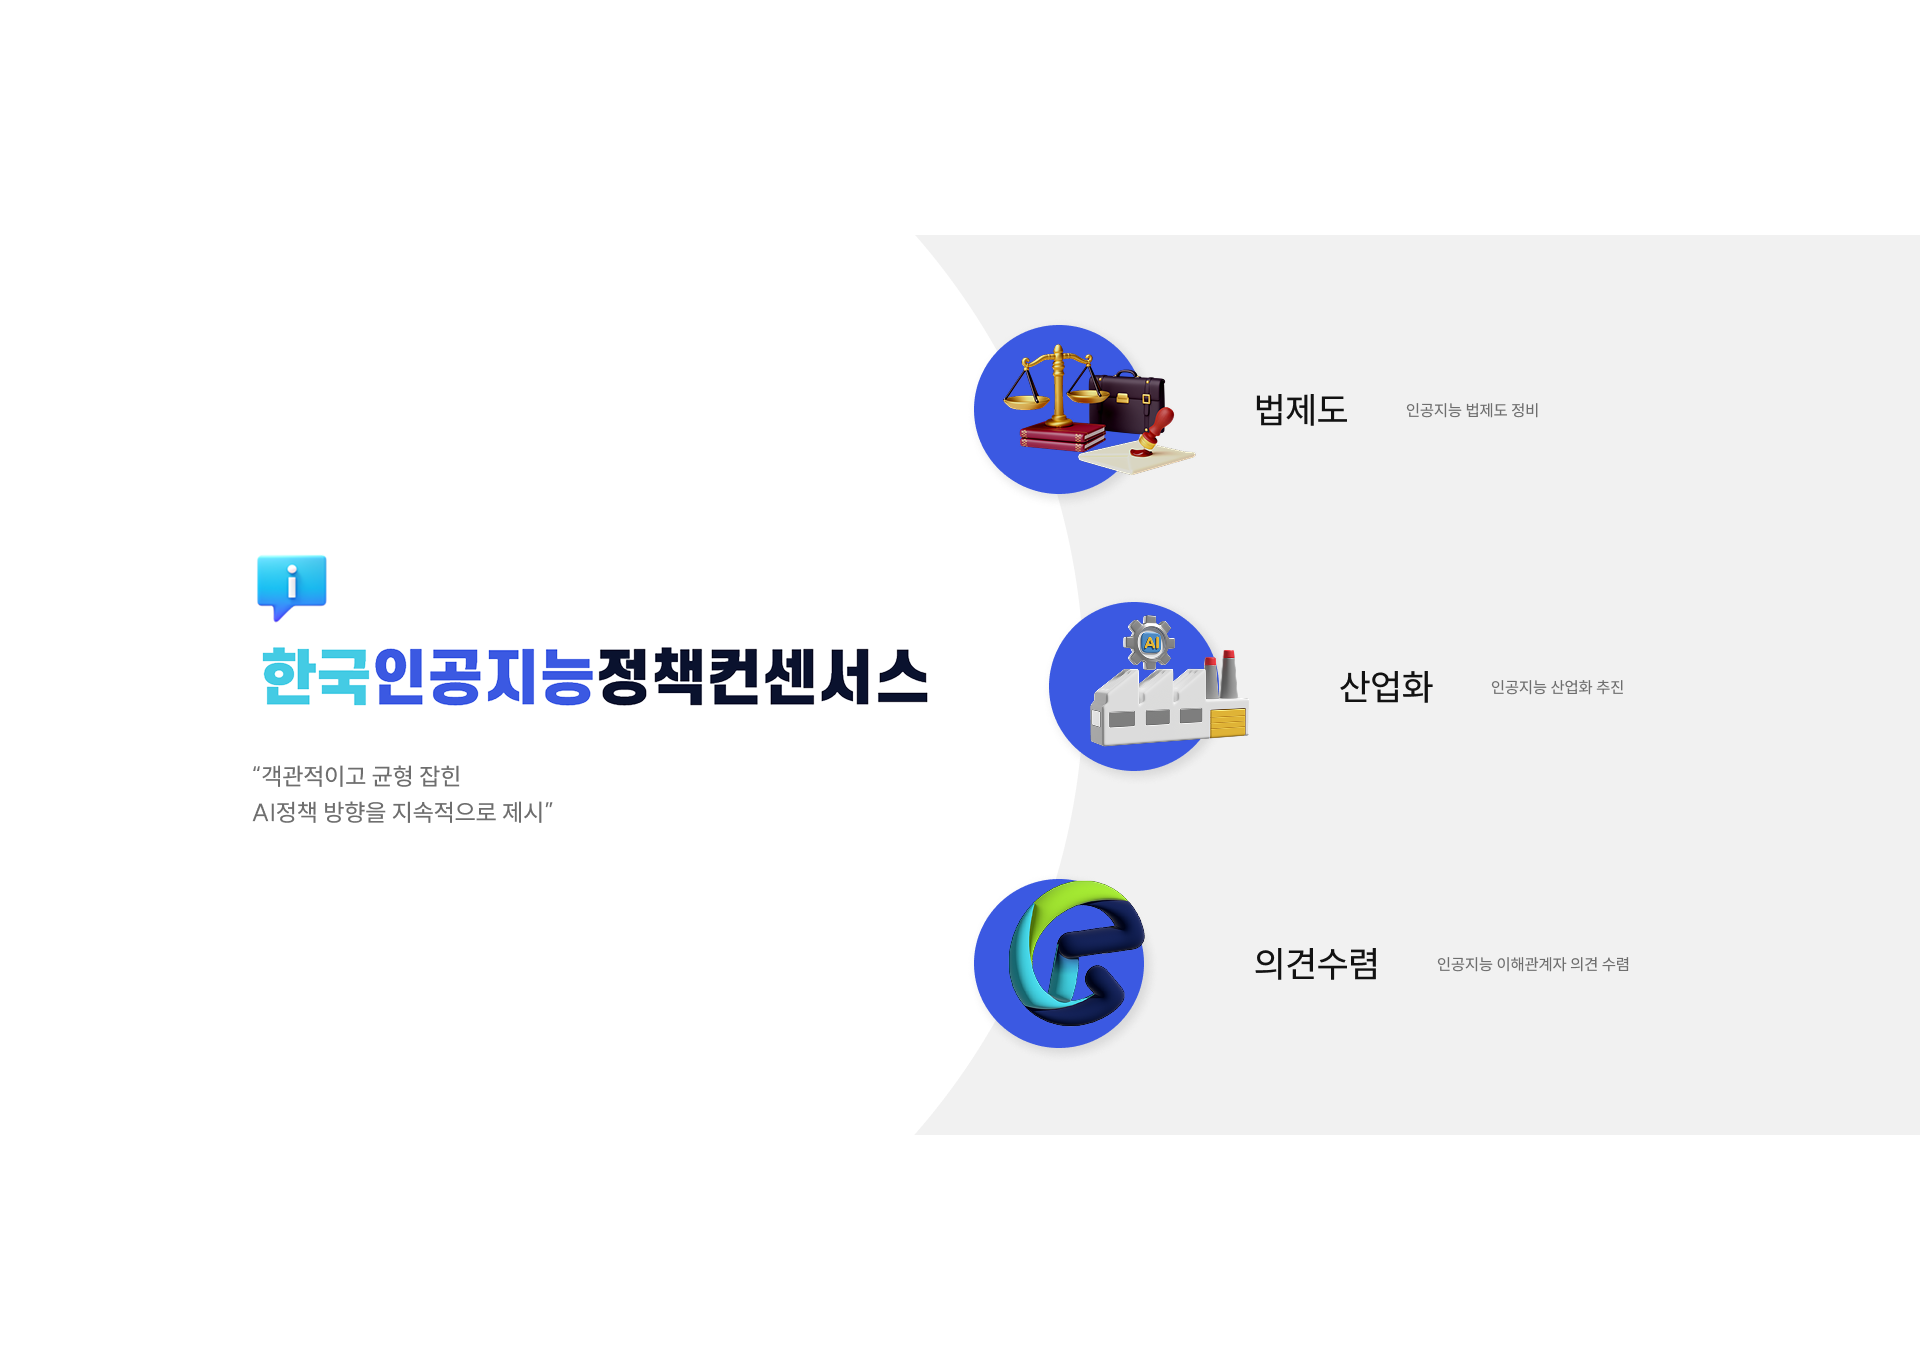 한국인공지능정책컨센서스
“객관적이고 균형 잡힌
AI정책 방향을 지속적으로 제시”
법제도
인공지능 법제도 정비
AI
산업화
인공지능 산업화 추진
의견수렴
인공지능 이해관계자 의견 수렴